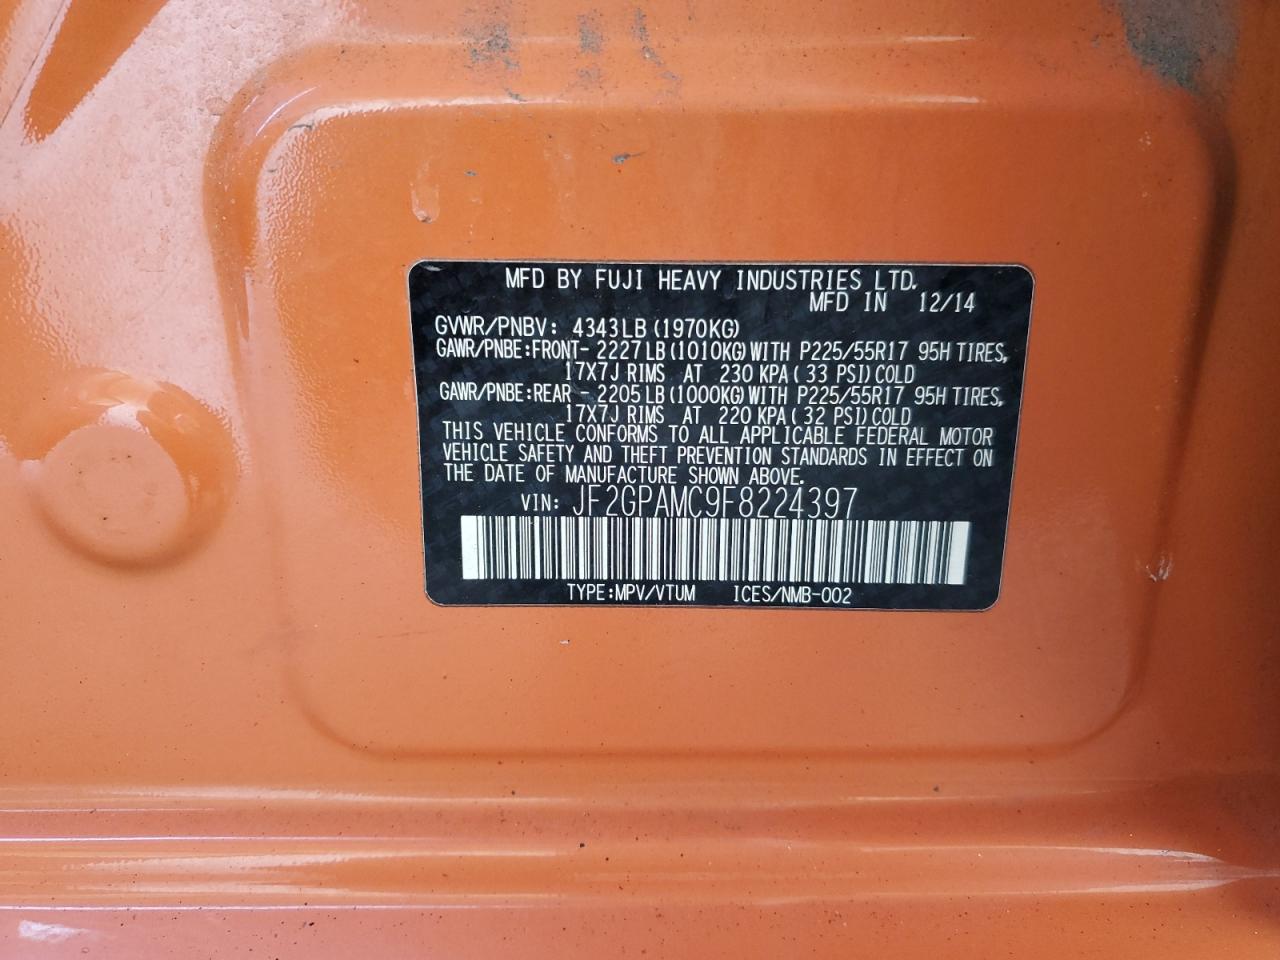 MFD BY FUJI HEAVY INDUSTRIES LTD.
MFD IN 12/14
GVWR/PNBV: 4343LB(1970KG)
GAWR/PNBE:FRONT- 2227LB(1010KG)WITH P225/55R17 95H TIRES,
17X7J RIMS AT 230 KPA( 33 PSI)COLD
GAWR/PNBE:REAR - 2205LB(1000KG)WITH P225/55R17 95H TIRES,
17X7J RIMS AT 220 KPA( 32 PSI)COLD
THIS VEHICLE CONFORMS TO ALL APPLICABLE FEDERAL MOTOR
VEHICLE SAFETY AND THEFT PREVENTION STANDARDS IN EFFECT ON
THE DATE OF MANUFACTURE SHOWN ABOVE.
VIN: JF2GPAMC9F8224397
TYPE:MPV/VTUM ICES/NMB-002